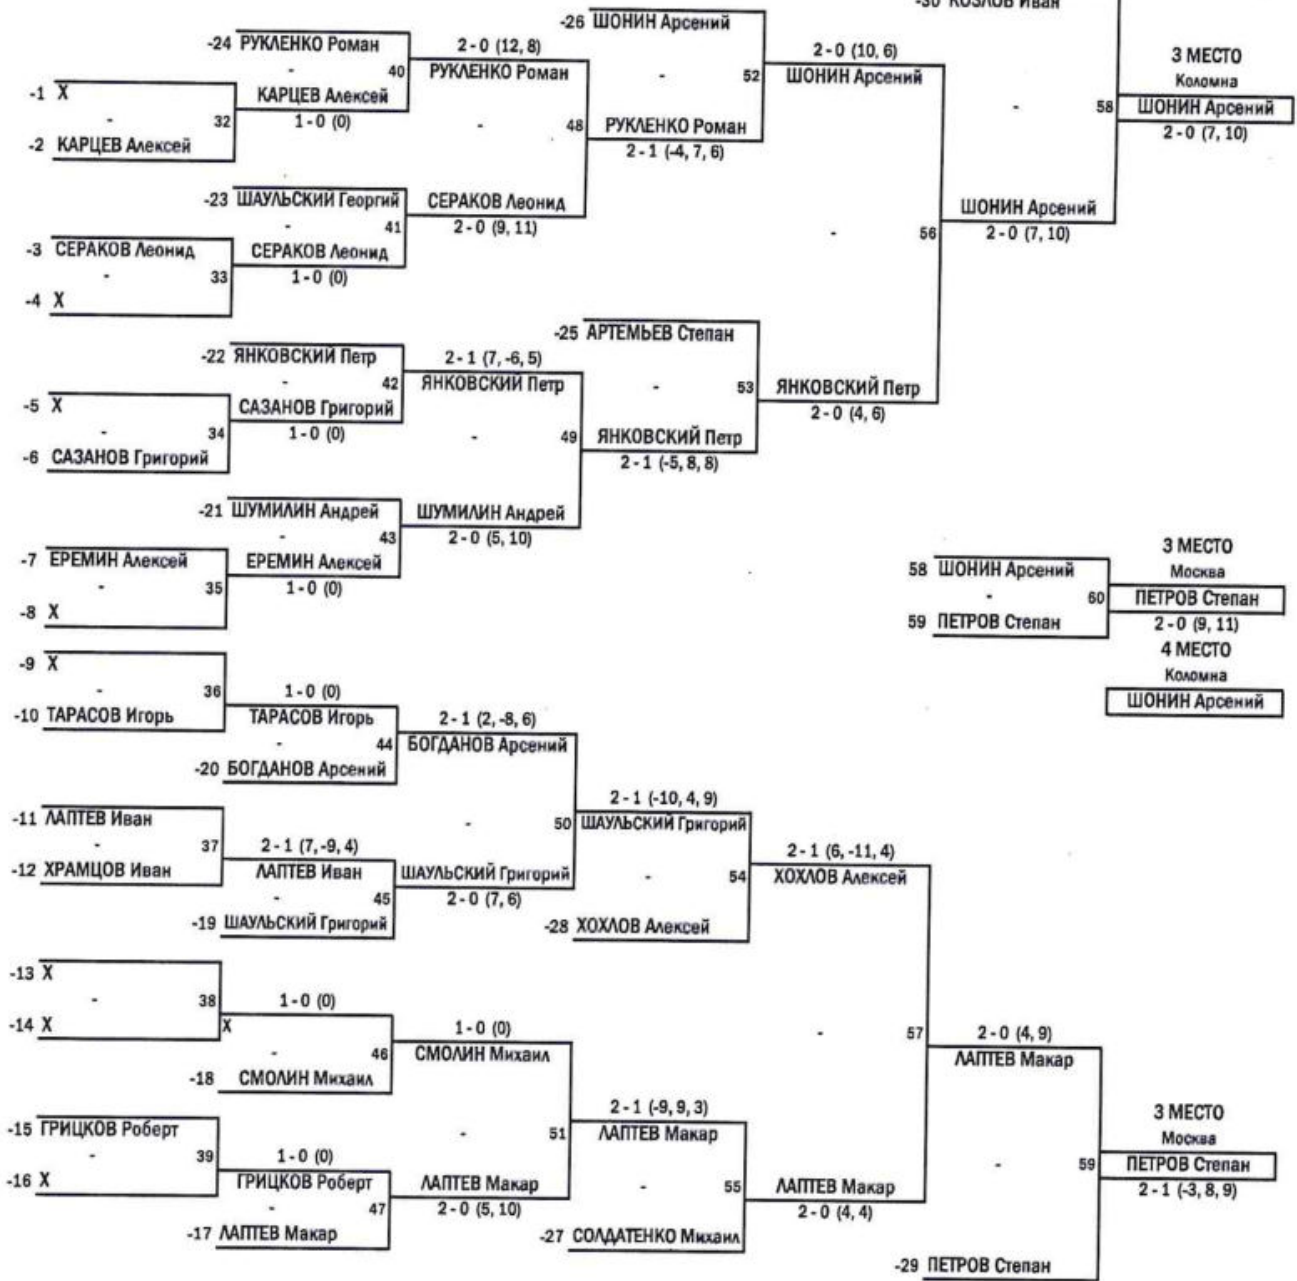 -30 КОЗЛОВ Иван
-26 ШОНИН Арсений
-24 РУКЛЕНКО Роман
2 - 0 (12, 8)
2 - 0 (10, 6)
3 МЕСТО
- 40 РУКЛЕНКО Роман
- 52 ШОНИН Арсений
Коломна
-1 X
КАРЦЕВ Алексей
- 58 ШОНИН Арсений
- 32
1 - 0 (0)
- 48 РУКЛЕНКО Роман
2 - 0 (7, 10)
-2 КАРЦЕВ Алексей
2 - 1 (-4, 7, 6)
-23 ШАУЛЬСКИЙ Георгий
СЕРАКОВ Леонид
ШОНИН Арсений
- 41
2 - 0 (9, 11)
- 56
2 - 0 (7, 10)
-3 СЕРАКОВ Леонид
СЕРАКОВ Леонид
- 33
1 - 0 (0)
-4 X
-25 АРТЕМЬЕВ Степан
-22 ЯНКОВСКИЙ Петр
2 - 1 (7, -6, 5)
- 42 ЯНКОВСКИЙ Петр
- 53 ЯНКОВСКИЙ Петр
-5 X
САЗАНОВ Григорий
2 - 0 (4, 6)
- 34
1 - 0 (0)
- 49 ЯНКОВСКИЙ Петр
-6 САЗАНОВ Григорий
2 - 1 (-5, 8, 8)
-21 ШУМИЛИН Андрей
ШУМИЛИН Андрей
- 43
2 - 0 (5, 10)
3 МЕСТО
-7 ЕРЕМИН Алексей
ЕРЕМИН Алексей
58 ШОНИН Арсений
Москва
- 35
1 - 0 (0)
- 60 ПЕТРОВ Степан
-8 X
59 ПЕТРОВ Степан
2 - 0 (9, 11)
4 МЕСТО
-9 X
Коломна
- 36
1 - 0 (0)
ШОНИН Арсений
-10 ТАРАСОВ Игорь
ТАРАСОВ Игорь
2 - 1 (2, -8, 6)
- 44 БОГДАНОВ Арсений
-20 БОГДАНОВ Арсений
2 - 1 (-10, 4, 9)
-11 ЛАПТЕВ Иван
- 50 ШАУЛЬСКИЙ Григорий
- 37
2 - 1 (7, -9, 4)
2 - 1 (6, -11, 4)
-12 ХРАМЦОВ Иван
ЛАПТЕВ Иван
ШАУЛЬСКИЙ Григорий
- 54 ХОХЛОВ Алексей
- 45
2 - 0 (7, 6)
-19 ШАУЛЬСКИЙ Григорий
-28 ХОХЛОВ Алексей
-13 X
- 38
1 - 0 (0)
-14 X
X
1 - 0 (0)
- 57
2 - 0 (4, 9)
- 46 СМОЛИН Михаил
ЛАПТЕВ Макар
-18 СМОЛИН Михаил
2 - 1 (-9, 9, 3)
3 МЕСТО
-15 ГРИЦКОВ Роберт
- 51 ЛАПТЕВ Макар
Москва
- 39
1 - 0 (0)
- 59 ПЕТРОВ Степан
-16 X
ГРИЦКОВ Роберт
ЛАПТЕВ Макар
- 55 ЛАПТЕВ Макар
2 - 1 (-3, 8, 9)
- 47
2 - 0 (5, 10)
2 - 0 (4, 4)
-17 ЛАПТЕВ Макар
-27 СОЛДАТЕНКО Михаил
-29 ПЕТРОВ Степан